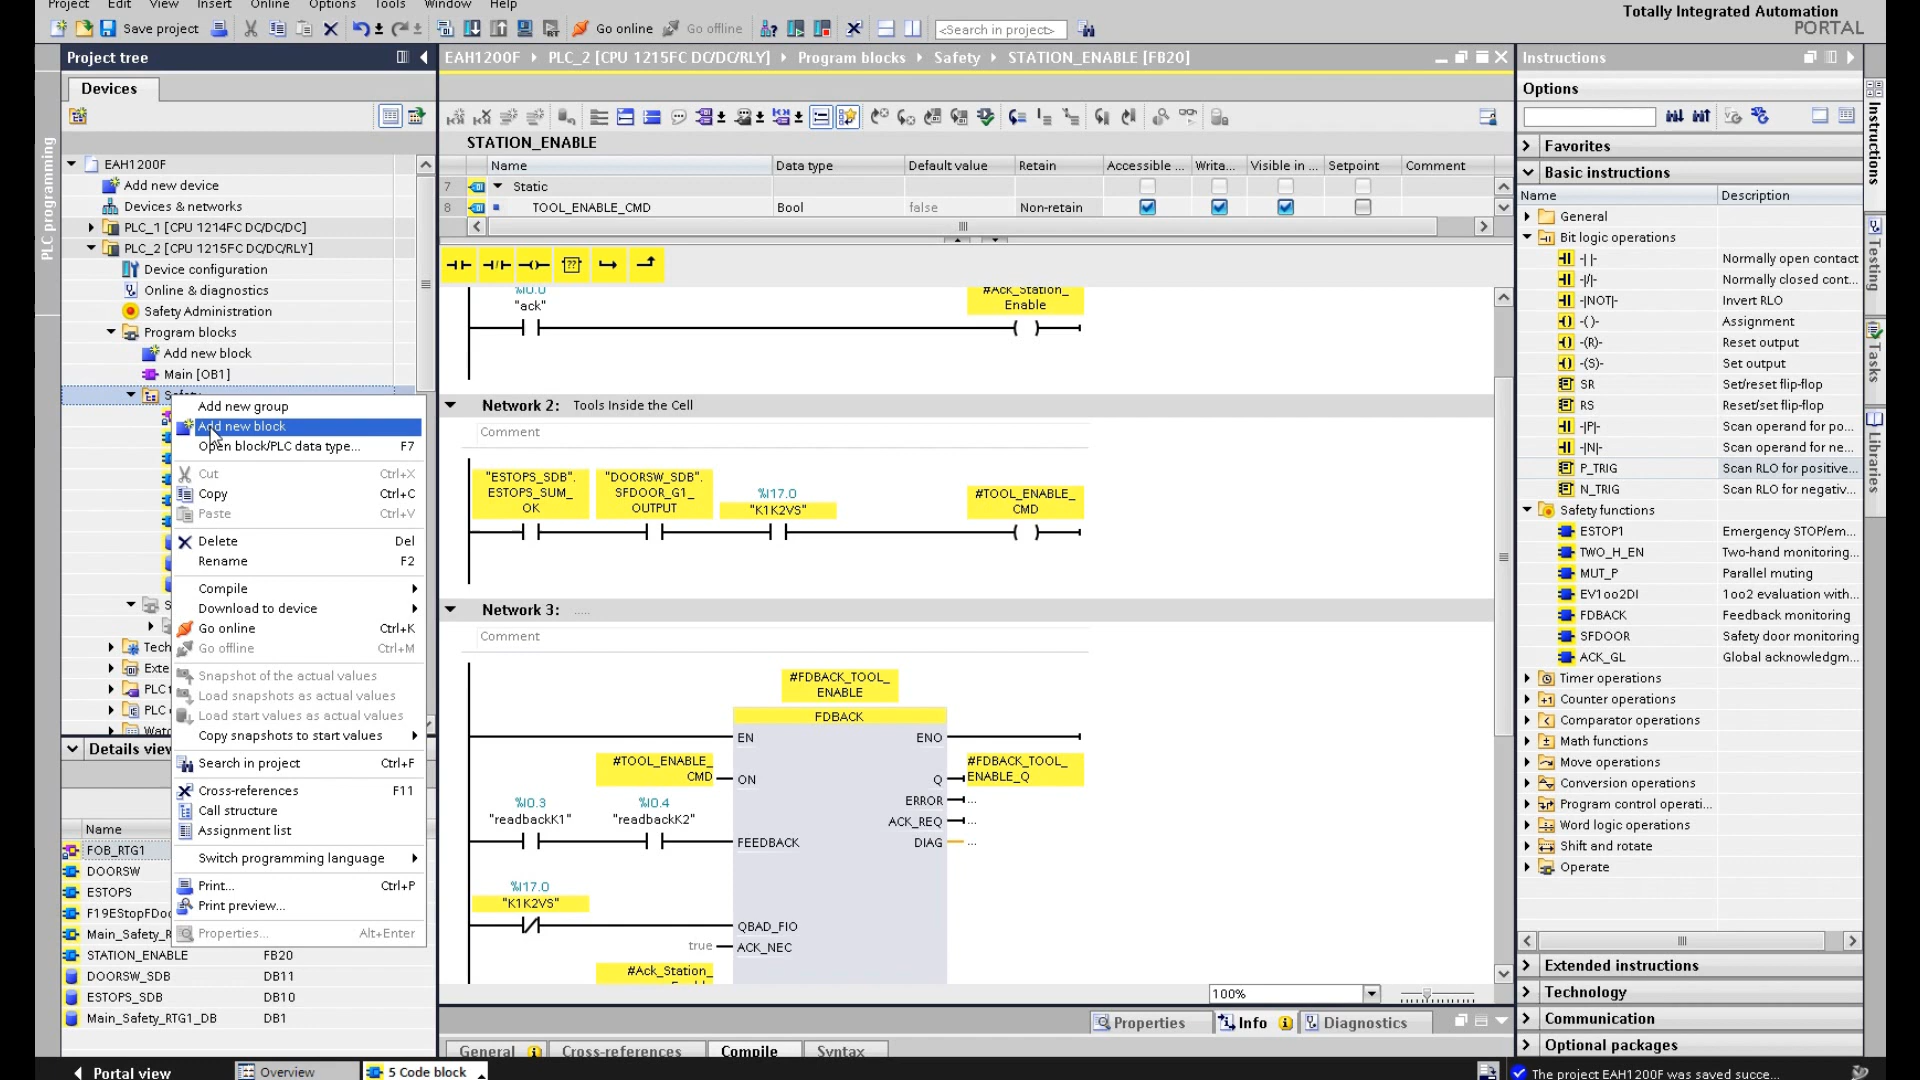 Project Edit View Insert Online Options Tools Window Help
Totally Integrated Automation
PORTAL
Save project
Go online
Go offline
<Search in project>
Project tree
EAH1200F
PLC_2 [CPU 1215FC DC/DC/RLY]
Program blocks
Safety
STATION_ENABLE [FB20]
Instructions
Devices
Options
PLC programming
STATION_ENABLE
Name Data type Default value Retain Accessible ... Writa... Visible in ... Setpoint Comment
7 Static
8 TOOL_ENABLE_CMD Bool false Non-retain
EAH1200F
Add new device
Devices & networks
PLC_1 [CPU 1214FC DC/DC/DC]
PLC_2 [CPU 1215FC DC/DC/RLY]
Device configuration
Online & diagnostics
Safety Administration
Program blocks
Add new block
Main [OB1]
Tech
Exte
PLC
Add new group
Add new block
Open block/PLC data type... F7
Cut Ctrl+X
Copy Ctrl+C
Paste Ctrl+V
Delete Del
Rename F2
Compile
Download to device
Go online Ctrl+K
Go offline Ctrl+M
Snapshot of the actual values
Load snapshots as actual values
Load start values as actual values
Copy snapshots to start values
Search in project Ctrl+F
Cross-references F11
Call structure
Assignment list
Switch programming language
Print... Ctrl+P
Print preview...
Properties... Alt+Enter
Details view
Name
FOB_RTG1
DOORSW
ESTOPS
F19EStopFDoo
Main_Safety_R
STATION_ENABLE FB20
DOORSW_SDB DB11
ESTOPS_SDB DB10
Main_Safety_RTG1_DB DB1
%I0.0
"ack"
#Ack_Station_
Enable
Network 2: Tools Inside the Cell
Comment
"ESTOPS_SDB".
ESTOPS_SUM_
OK
"DOORSW_SDB".
SFDOOR_G1_
OUTPUT
%I17.0
"K1K2VS"
#TOOL_ENABLE_
CMD
Network 3: .....
Comment
#FDBACK_TOOL_
ENABLE
FDBACK
EN ENO
#TOOL_ENABLE_
CMD
ON
Q
#FDBACK_TOOL_
ENABLE_Q
ERROR ...
ACK_REQ ...
DIAG ...
%I0.3
"readbackK1"
%I0.4
"readbackK2"
FEEDBACK
%I17.0
"K1K2VS"
QBAD_FIO
true ACK_NEC
#Ack_Station_
100%
Properties Info Diagnostics
General Cross-references Compile Syntax
Favorites
Basic instructions
Name Description
General
Bit logic operations
-| |- Normally open contact
-|/|- Normally closed cont...
-|NOT|- Invert RLO
-( )- Assignment
-(R)- Reset output
-(S)- Set output
SR Set/reset flip-flop
RS Reset/set flip-flop
-|P|- Scan operand for po...
-|N|- Scan operand for ne...
P_TRIG Scan RLO for positive...
N_TRIG Scan RLO for negativ...
Safety functions
ESTOP1 Emergency STOP/em...
TWO_H_EN Two-hand monitoring...
MUT_P Parallel muting
EV1oo2DI 1oo2 evaluation with...
FDBACK Feedback monitoring
SFDOOR Safety door monitoring
ACK_GL Global acknowledgm...
Timer operations
Counter operations
Comparator operations
Math functions
Move operations
Conversion operations
Program control operati...
Word logic operations
Shift and rotate
Operate
Extended instructions
Technology
Communication
Optional packages
Instructions
Testing
Tasks
Libraries
Portal view
Overview
5 Code block
The project EAH1200F was saved succe...